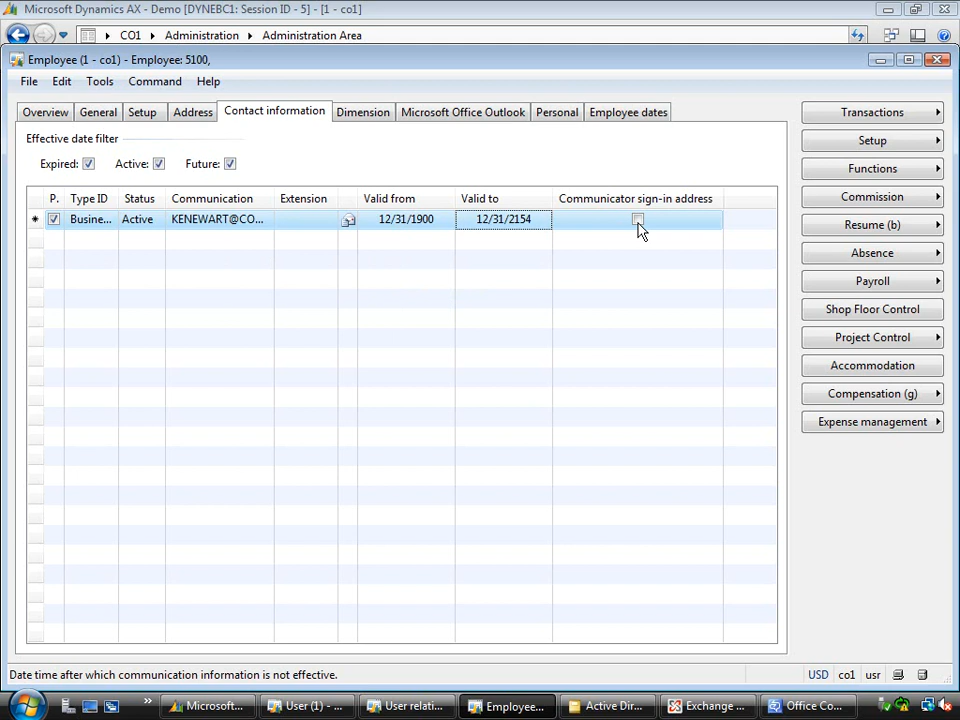 Microsoft Dynamics AX - Demo [DYNEBC1: Session ID - 5] - [1 - co1]
CO1 Administration Administration Area
Employee (1 - co1) - Employee: 5100,
File Edit Tools Command Help
Overview General Setup Address Contact information Dimension Microsoft Office Outlook Personal Employee dates
Effective date filter
Expired: Active: Future:
P. Type ID Status Communication Extension Valid from Valid to Communicator sign-in address
Busine... Active KENEWART@CO... 12/31/1900 12/31/2154
Transactions
Setup
Functions
Commission
Resume (b)
Absence
Payroll
Shop Floor Control
Project Control
Accommodation
Compensation (g)
Expense management
Date time after which communication information is not effective.
USD co1 usr
Microsoft... User (1) - ... User relati... Employee... Active Dir... Exchange ... Office Co...